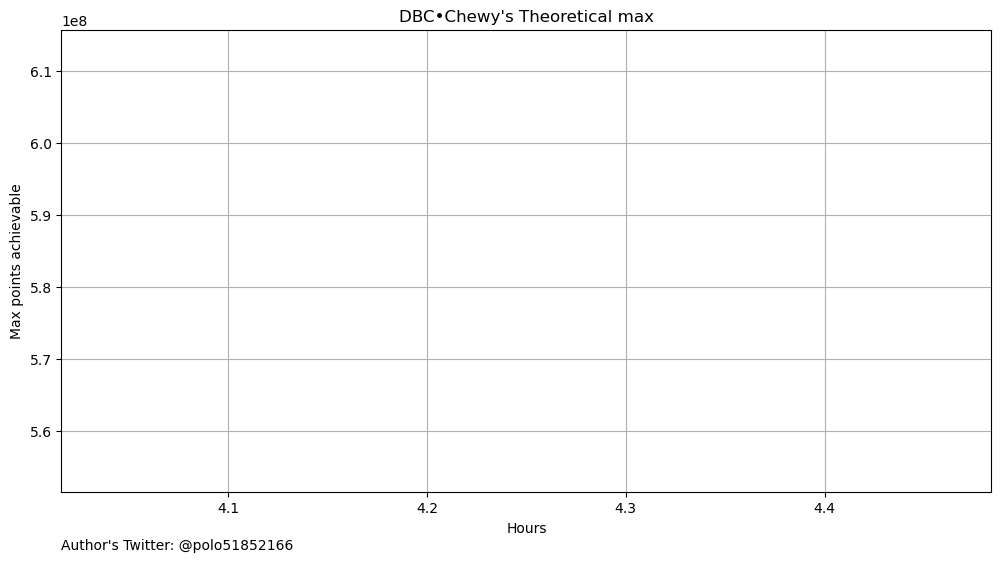 DBC•Chewy's Theoretical max
1e8
6.1
6.0
5.9
5.8
5.7
5.6
Max points achievable
4.1 4.2 4.3 4.4
Hours
Author's Twitter: @polo51852166